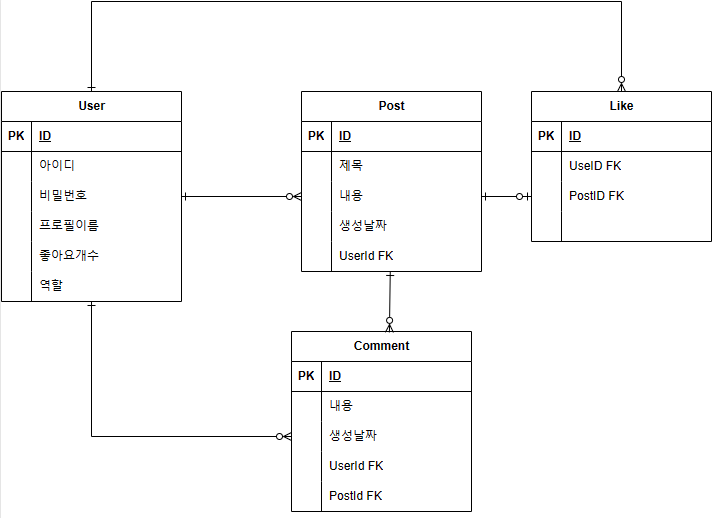 User
PK ID
아이디
비밀번호
프로필이름
좋아요개수
역할
Post
PK ID
제목
내용
생성날짜
UserId FK
Like
PK ID
UseID FK
PostID FK
Comment
PK ID
내용
생성날짜
UserId FK
PostId FK